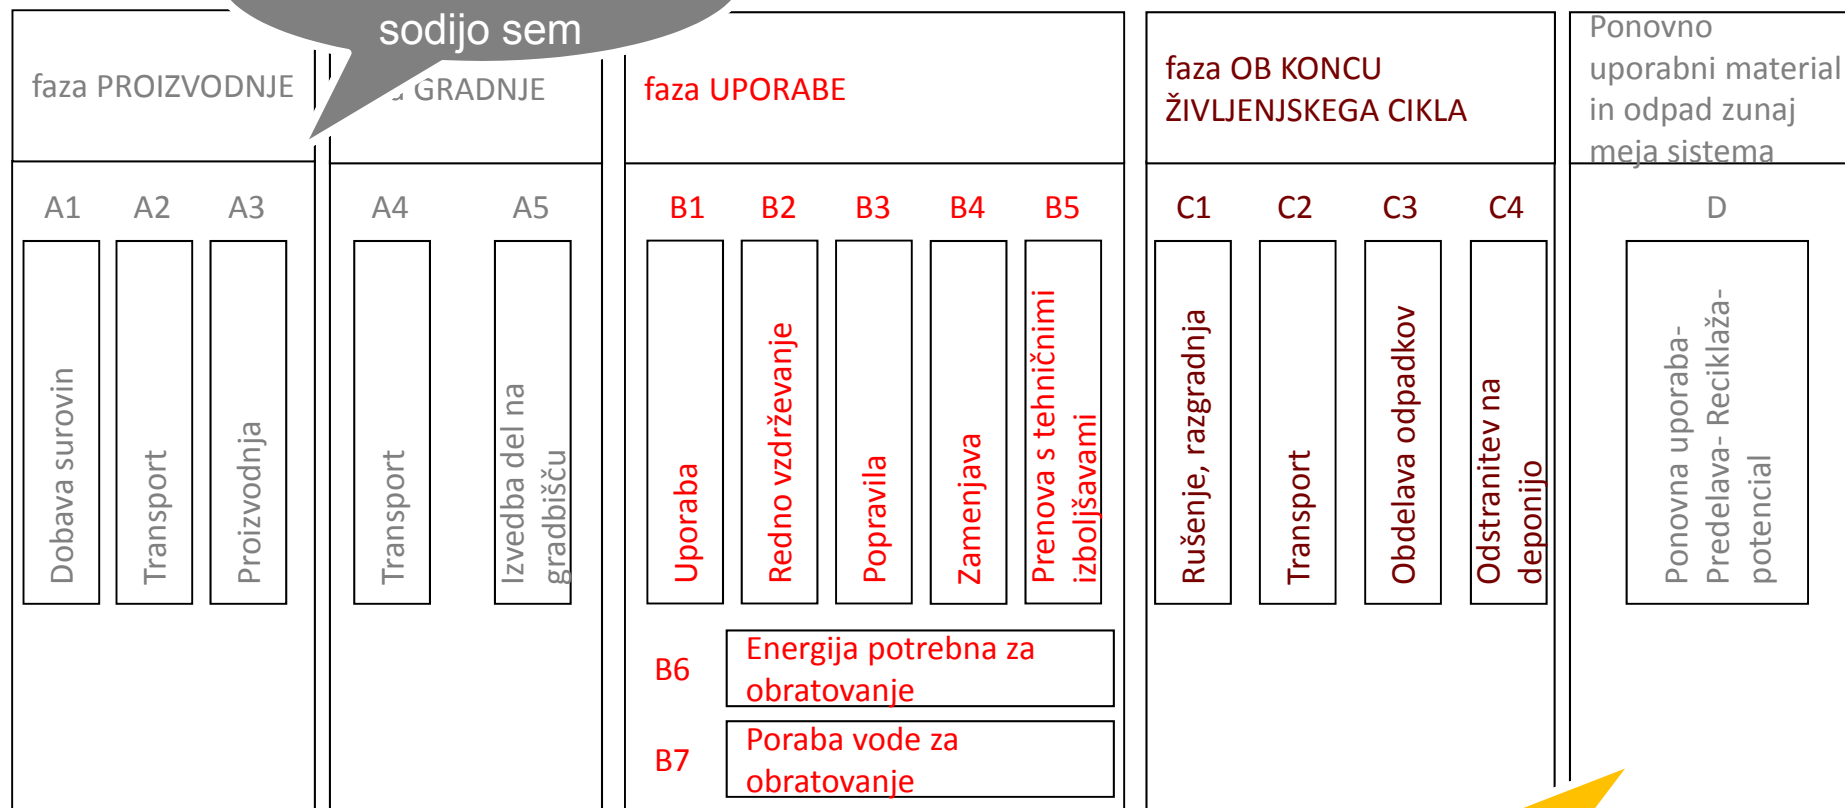 sodijo sem
faza PROIZVODNJE
GRADNJE
faza UPORABE
faza OB KONCU
ŽIVLJENJSKEGA CIKLA
Ponovno
uporabni material
in odpad zunaj
meja sistema
A1
A2
A3
A4
A5
B1
B2
B3
B4
B5
C1
C2
C3
C4
D
Dobava surovin
Transport
Proizvodnja
Transport
Izvedba del na
gradbišču
Uporaba
Redno vzdrževanje
Popravila
Zamenjava
Prenova s tehničnimi
izboljšavami
Rušenje, razgradnja
Transport
Obdelava odpadkov
Odstranitev na
deponijo
Ponovna uporaba-
Predelava- Reciklaža-
potencial
B6
Energija potrebna za
obratovanje
B7
Poraba vode za
obratovanje